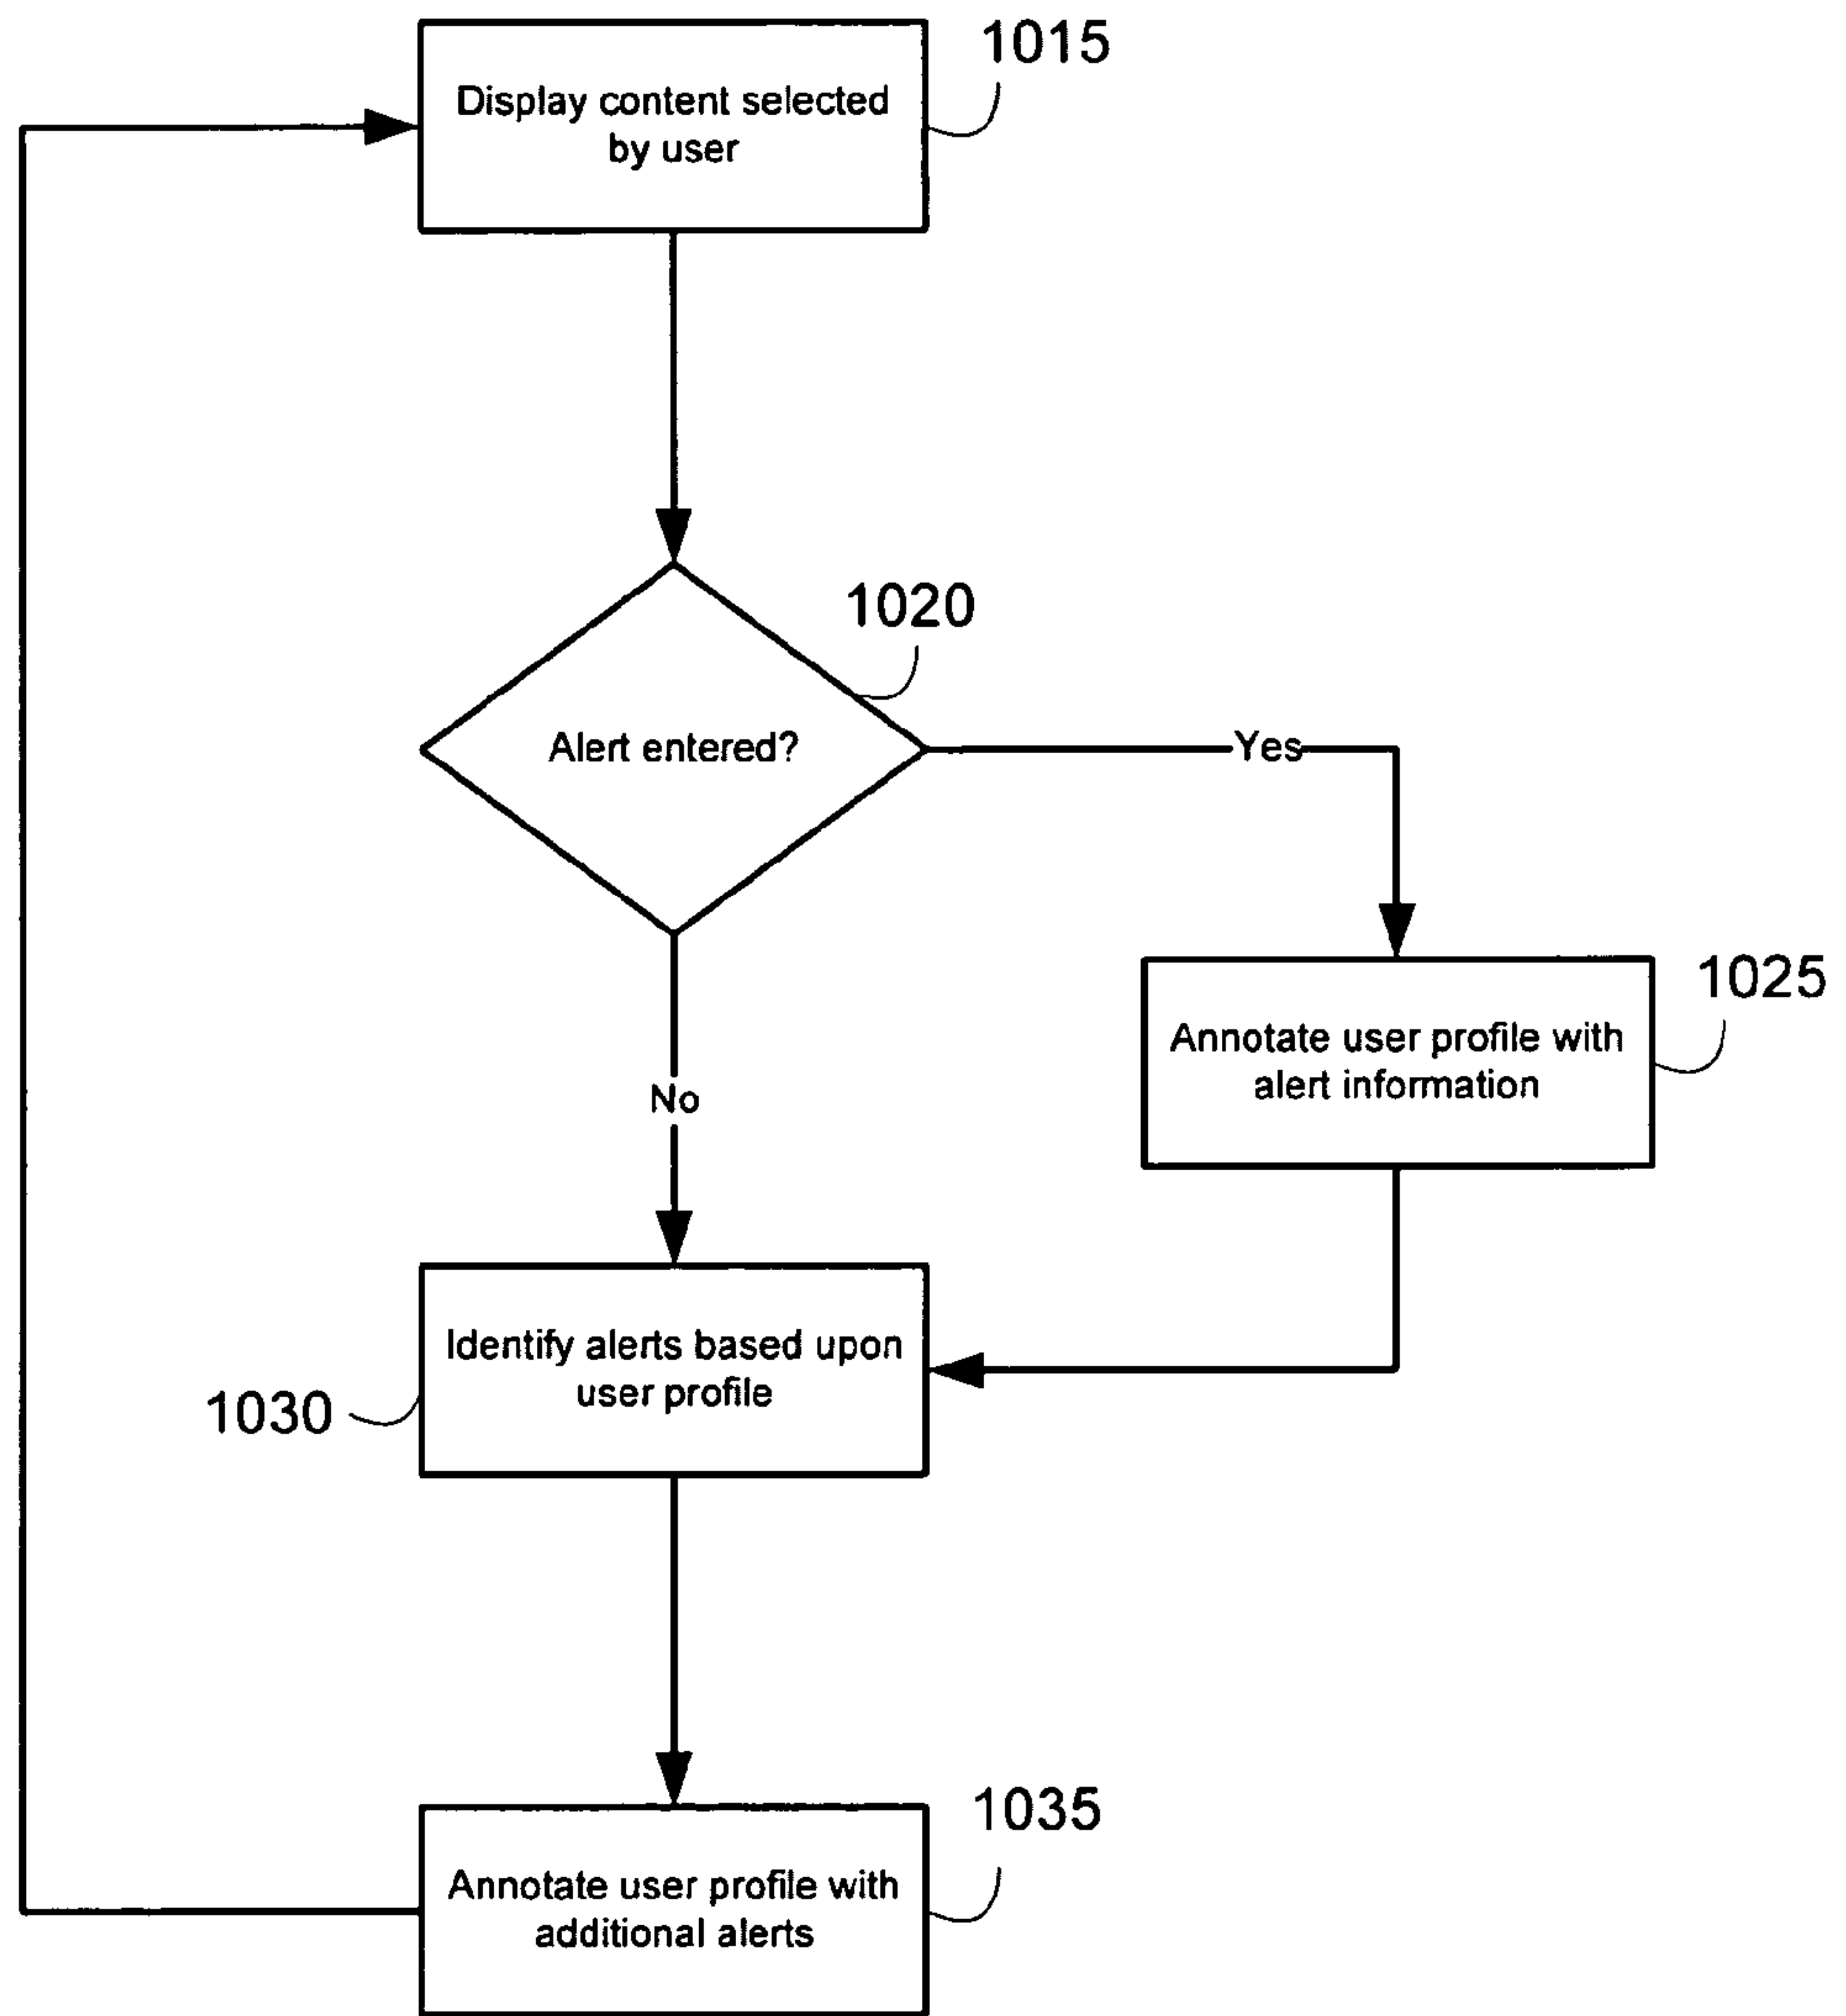 1015
Display content selected
by user
1020
Alert entered?
Yes
1025
Annotate user profile with
alert information
No
Identify alerts based upon
user profile
1030
1035
Annotate user profile with
additional alerts